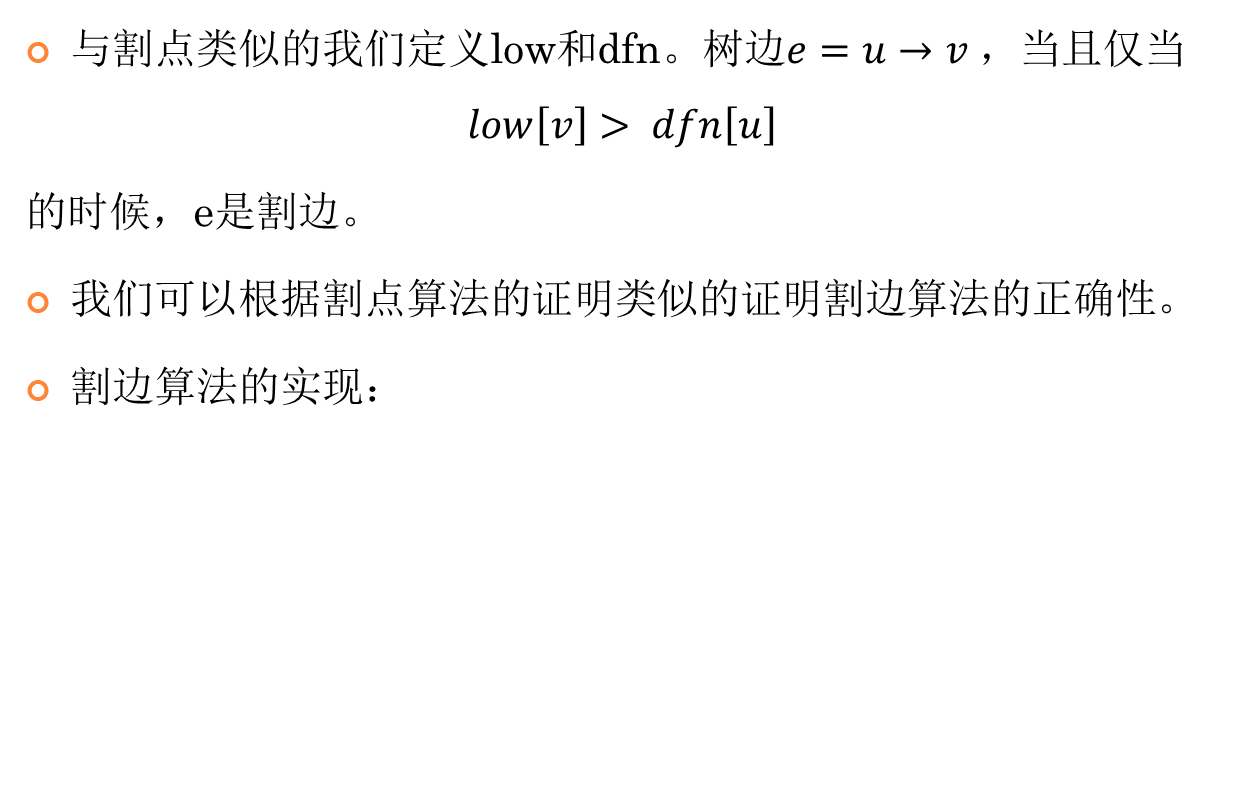 与割点类似的我们定义low和dfn。树边e = u → v ，当且仅当
low[v] > dfn[u]
的时候，e是割边。
我们可以根据割点算法的证明类似的证明割边算法的正确性。
割边算法的实现：